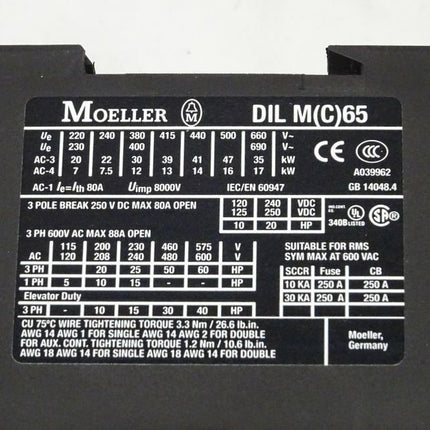 MOELLER DIL M(C)65
Ue 220 240 380 415 440 500 660 V~
Ue 230 400 690 V~
AC-3 20 22 30 39 41 47 35 kW
AC-4 7 7.5 12 13 14 16 17 kW
AC-1 Ie=Ith 80A Uimp 8000V IEC/EN 60947
CE CCC
A039962
GB 14048.4
3 POLE BREAK 250 V DC MAX 80A OPEN
120 240 VDC
125 250 VDC
10 20 HP
IND. CONT. EQ.
UL 340B LISTED SA
3 PH 600V AC MAX 88A OPEN
115 200 230 460 575 V
AC 120 208 240 480 600 V
3 PH 20 25 50 60 HP
1 PH 5 10 15 - - HP
Elevator Duty
3 PH - 10 15 30 40 HP
SUITABLE FOR RMS
SYM MAX AT 600 VAC
SCCR Fuse CB
10 KA 250 A 250 A
30 KA 250 A 250 A
CU 75°C WIRE TIGHTENING TORQUE 3.3 Nm / 26.6 lb.in.
AWG 14 AWG 1 FOR SINGLE AWG 14 AWG 2 FOR DOUBLE
FOR AUX. CONT. TIGHTENING TORQUE 1.2 Nm / 10.6 lb.in.
AWG 18 AWG 14 FOR SINGLE AWG 18 AWG 14 FOR DOUBLE
Moeller,
Germany